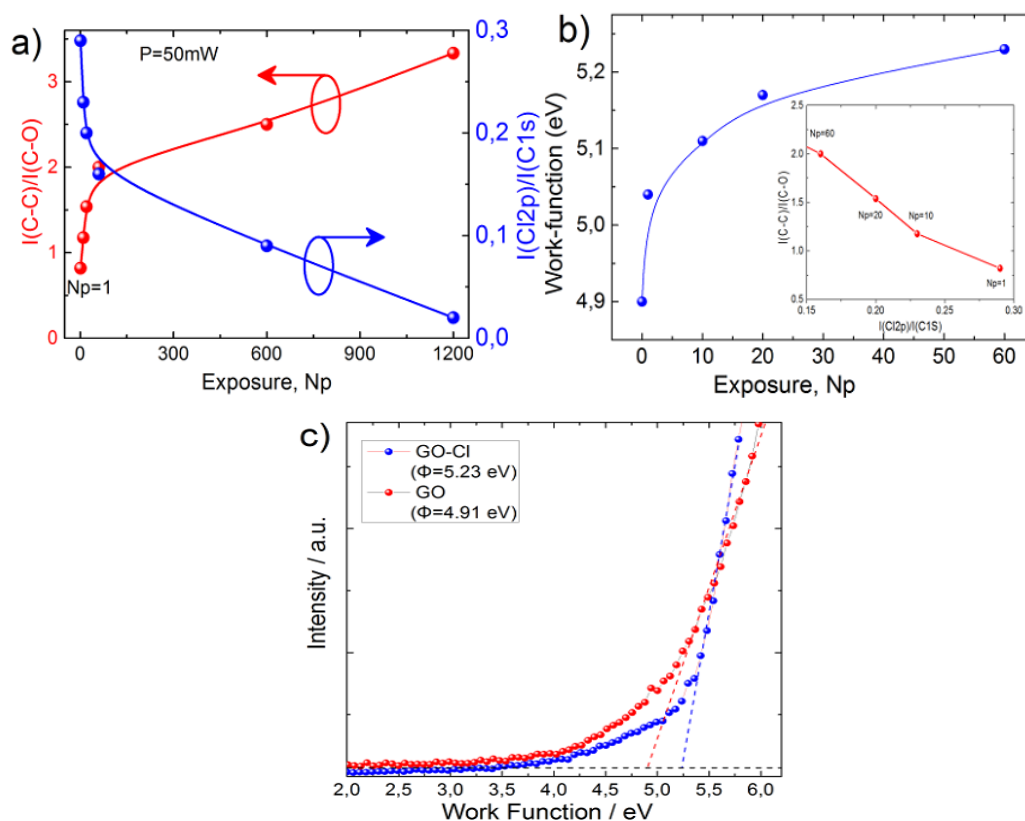 a)
P=50mW
I(C-C)/I(C-O)
3
2
1
0
Np=1
0 300 600 900 1200
Exposure, Np
0,3
0,2
0,1
0,0
I(Cl2p)/I(C1s)
b)
Work-function (eV)
5,2
5,1
5,0
4,9
0 10 20 30 40 50 60
Exposure, Np
I(C-C)/I(C-O)
2.5
2.0
1.5
1.0
0.5
Np=60
Np=20
Np=10
Np=1
0.15 0.20 0.25 0.30
I(Cl2p)/I(C1S)
c)
GO-Cl
(Φ=5.23 eV)
GO
(Φ=4.91 eV)
Intensity / a.u.
2,0 2,5 3,0 3,5 4,0 4,5 5,0 5,5 6,0
Work Function / eV